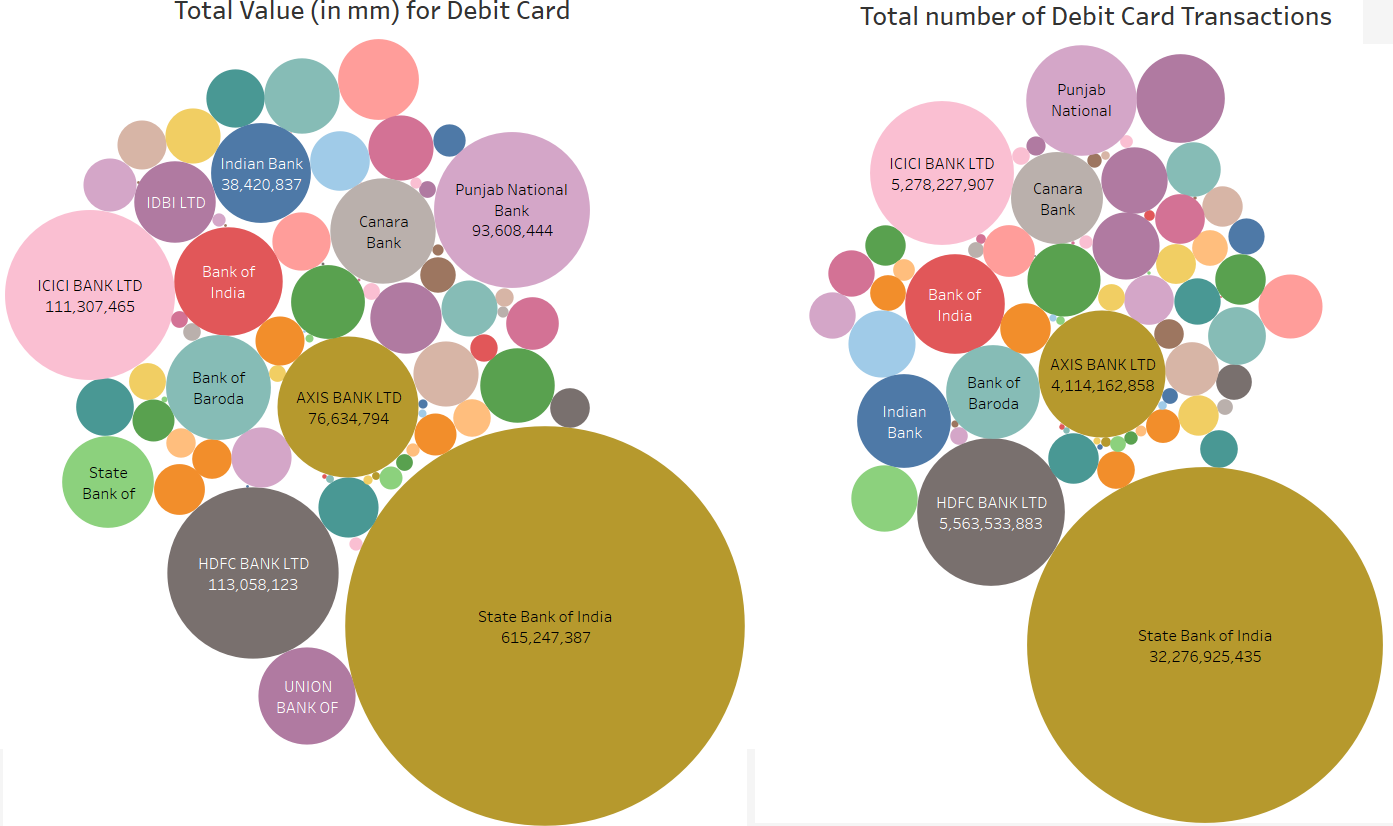 Total Value (in mm) for Debit Card
Indian Bank
38,420,837
IDBI LTD
Punjab National
Bank
93,608,444
Canara
Bank
ICICI BANK LTD
111,307,465
Bank of
India
Bank of
Baroda
AXIS BANK LTD
76,634,794
State
Bank of
HDFC BANK LTD
113,058,123
State Bank of India
615,247,387
UNION
BANK OF
Total number of Debit Card Transactions
Punjab
National
ICICI BANK LTD
5,278,227,907
Canara
Bank
Bank of
India
AXIS BANK LTD
4,114,162,858
Bank of
Baroda
Indian
Bank
HDFC BANK LTD
5,563,533,883
State Bank of India
32,276,925,435